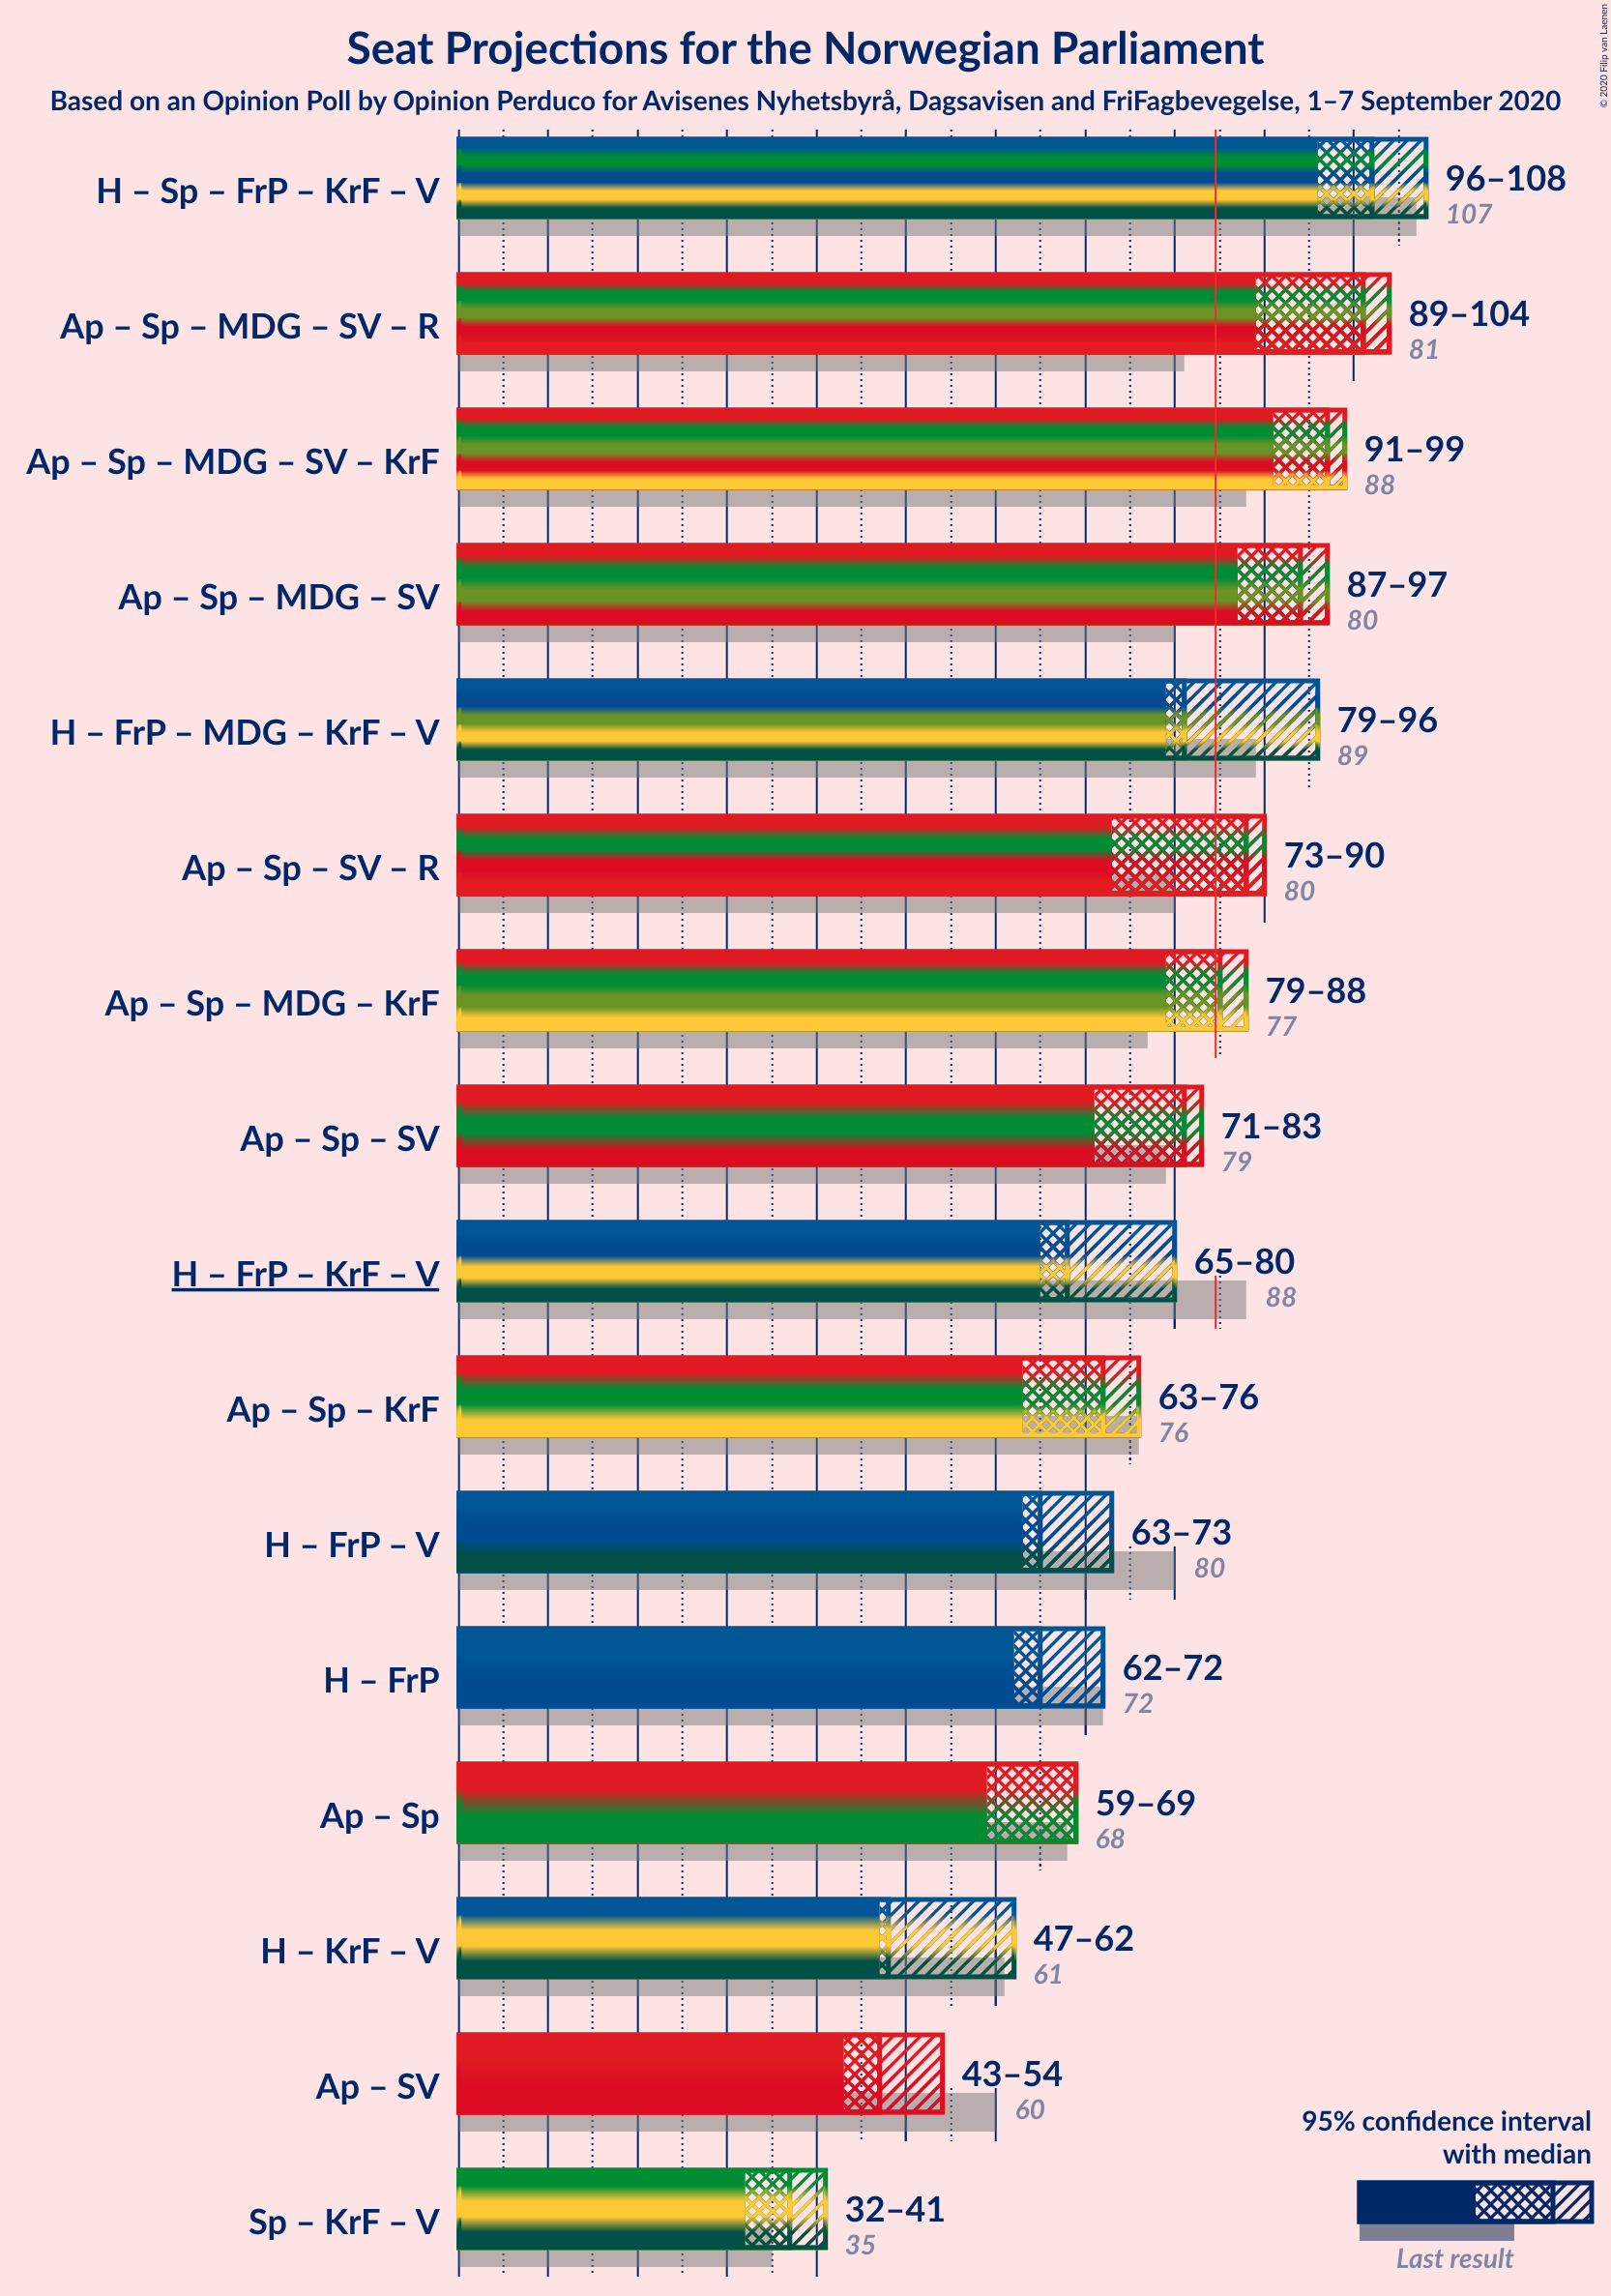 Seat Projections for the Norwegian Parliament
Based on an Opinion Poll by Opinion Perduco for Avisenes Nyhetsbyrå, Dagsavisen and FriFagbevegelse, 1–7 September 2020
© 2020 Filip van Laenen
H – Sp – FrP – KrF – V
96–108
107
Ap – Sp – MDG – SV – R
89–104
81
Ap – Sp – MDG – SV – KrF
91–99
88
Ap – Sp – MDG – SV
87–97
80
H – FrP – MDG – KrF – V
79–96
89
Ap – Sp – SV – R
73–90
80
Ap – Sp – MDG – KrF
79–88
77
Ap – Sp – SV
71–83
79
H – FrP – KrF – V
65–80
88
Ap – Sp – KrF
63–76
76
H – FrP – V
63–73
80
H – FrP
62–72
72
Ap – Sp
59–69
68
H – KrF – V
47–62
61
Ap – SV
43–54
60
Sp – KrF – V
32–41
35
95% confidence interval
with median
Last result